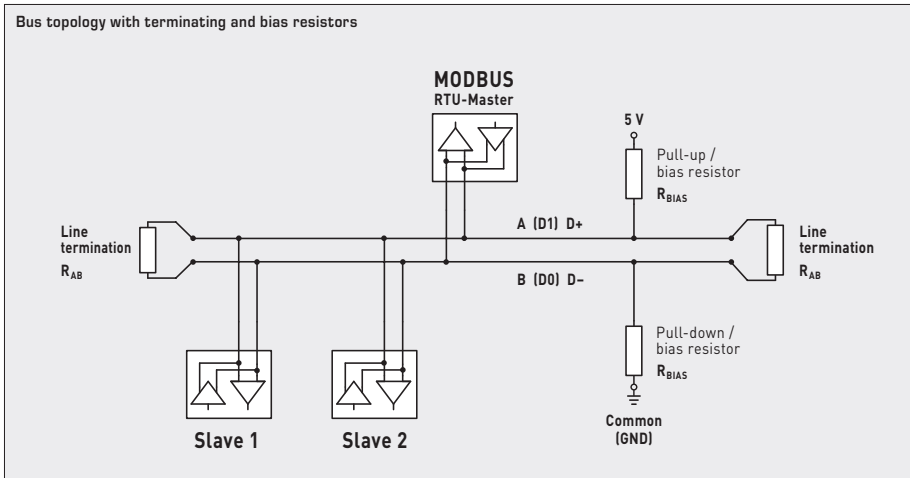 Bus topology with terminating and bias resistors
MODBUS
RTU-Master
5 V
Pull-up /
bias resistor
RBIAS
Line
termination
RAB
A (D1) D+
B (D0) D–
Line
termination
RAB
Pull-down /
bias resistor
RBIAS
Common
(GND)
Slave 1
Slave 2